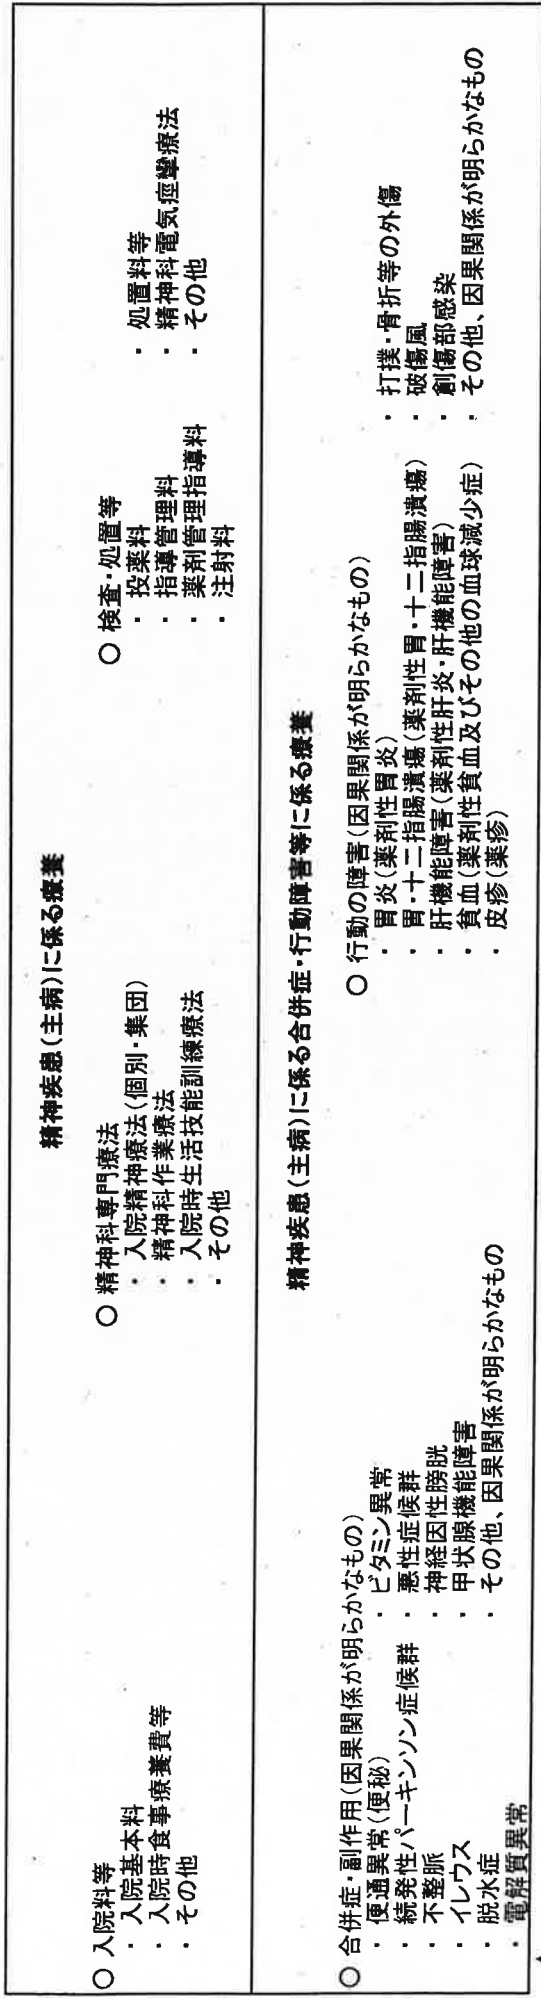 精神疾患(主病)に係る療養
○ 入院料等
・ 入院基本料
・ 入院時食事療養費等
・ その他
○ 精神科専門療法
・ 入院精神療法(個別・集団)
・ 精神科作業療法
・ 入院時生活技能訓練療法
・ その他
○ 検査・処置等
・ 投薬料
・ 指導管理料
・ 薬剤管理指導料
・ 注射料
・ 処置料等
・ 精神科電気痙攣療法
・ その他
精神疾患(主病)に係る合併症・行動障害等に係る療養
○ 合併症・副作用(因果関係が明らかなもの)
・ 便通異常(便秘)
・ 続発性パーキンソン症候群
・ 不整脈
・ イレウス
・ 脱水症
・ 電解質異常
・ ビタミン異常
・ 悪性症候群
・ 神経因性膀胱
・ 甲状腺機能障害
・ その他、因果関係が明らかなもの
○ 行動の障害(因果関係が明らかなもの)
・ 胃炎(薬剤性胃炎)
・ 胃・十二指腸潰瘍(薬剤性胃・十二指腸潰瘍)
・ 肝機能障害(薬剤性肝炎・肝機能障害)
・ 貧血(薬剤性貧血及びその他の血球減少症)
・ 皮疹(薬疹)
・ 打撲・骨折等の外傷
・ 破傷風
・ 創傷部感染
・ その他、因果関係が明らかなもの